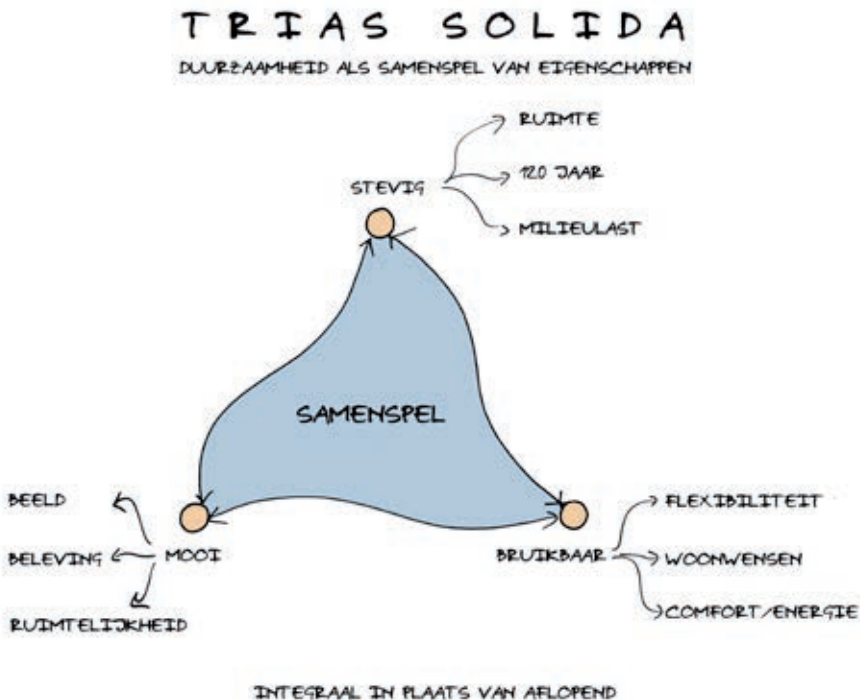 TRIAS SOLIDA
DUURZAAMHEID ALS SAMENSPEL VAN EIGENSCHAPPEN
RUIMTE
120 JAAR
STEVIG
MILIEULAST
SAMENSPEL
BEELD
BELEVING
MOOI
RUIMTELIJKHEID
FLEXIBILITEIT
BRUIKBAAR
WOONWENSEN
COMFORT/ENERGIE
INTEGRAAL IN PLAATS VAN AFLOPEND